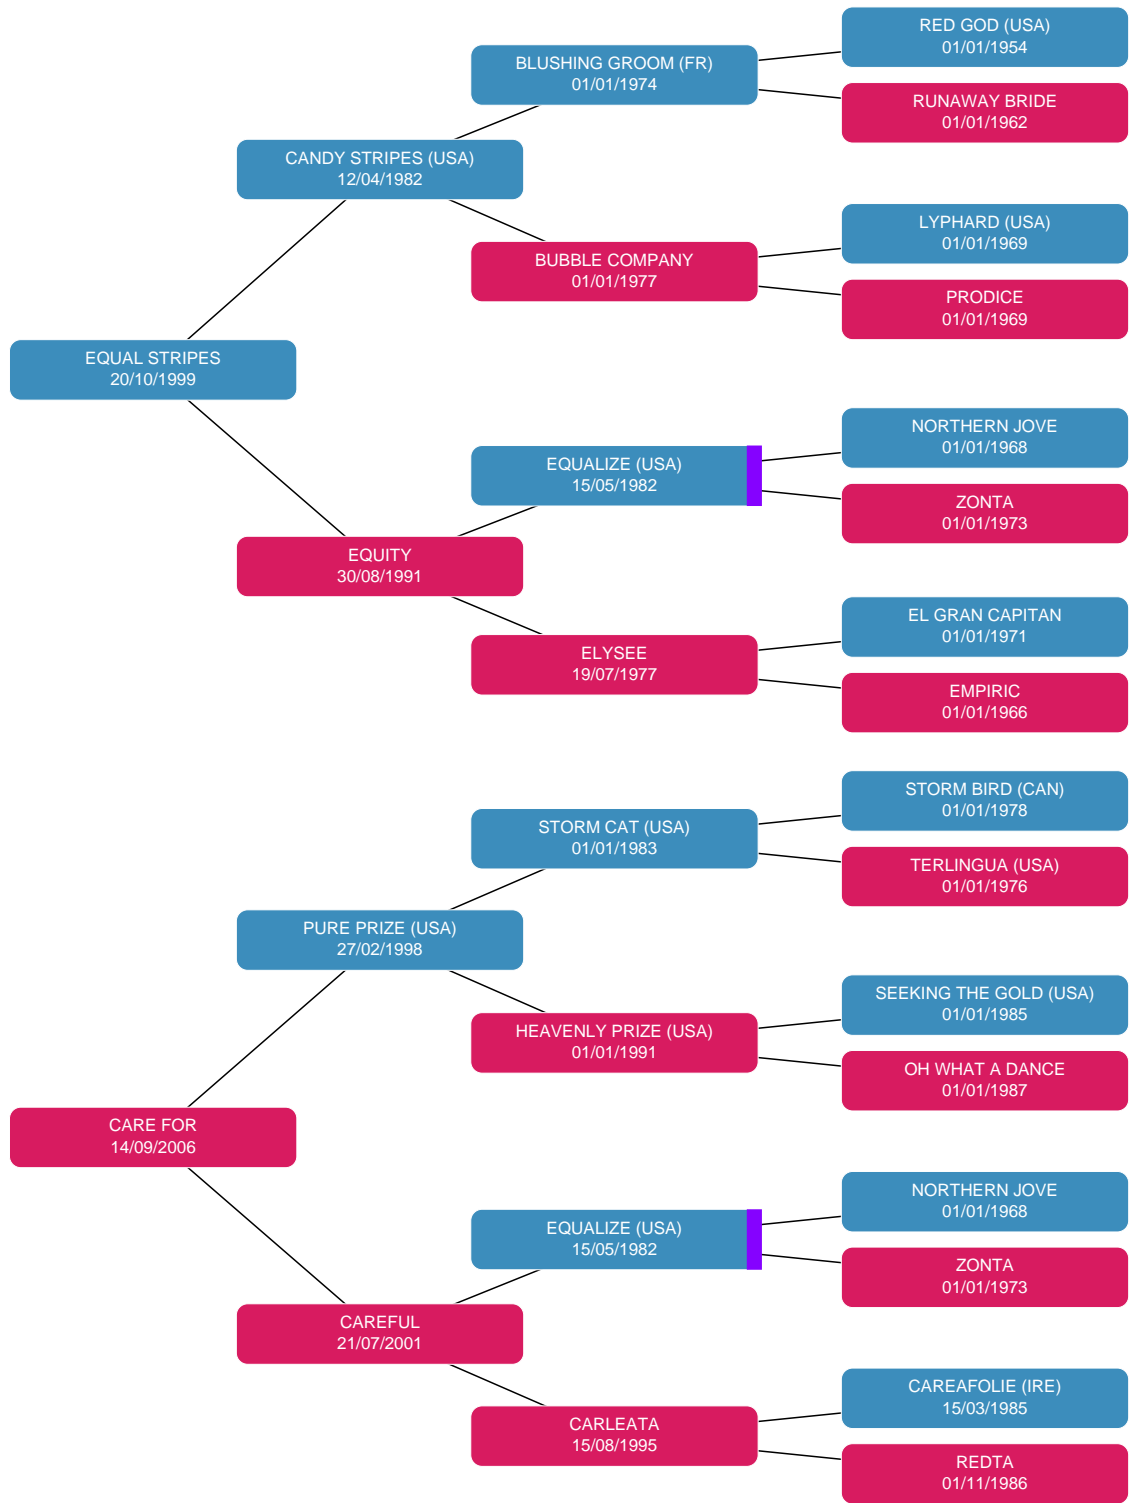 RED GOD (USA)
01/01/1954
BLUSHING GROOM (FR)
01/01/1974
RUNAWAY BRIDE
01/01/1962
CANDY STRIPES (USA)
12/04/1982
LYPHARD (USA)
01/01/1969
BUBBLE COMPANY
01/01/1977
PRODICE
01/01/1969
EQUAL STRIPES
20/10/1999
NORTHERN JOVE
01/01/1968
EQUALIZE (USA)
15/05/1982
ZONTA
01/01/1973
EQUITY
30/08/1991
EL GRAN CAPITAN
01/01/1971
ELYSEE
19/07/1977
EMPIRIC
01/01/1966
STORM BIRD (CAN)
01/01/1978
STORM CAT (USA)
01/01/1983
TERLINGUA (USA)
01/01/1976
PURE PRIZE (USA)
27/02/1998
SEEKING THE GOLD (USA)
01/01/1985
HEAVENLY PRIZE (USA)
01/01/1991
OH WHAT A DANCE
01/01/1987
CARE FOR
14/09/2006
NORTHERN JOVE
01/01/1968
EQUALIZE (USA)
15/05/1982
ZONTA
01/01/1973
CAREFUL
21/07/2001
CAREAFOLIE (IRE)
15/03/1985
CARLEATA
15/08/1995
REDTA
01/11/1986